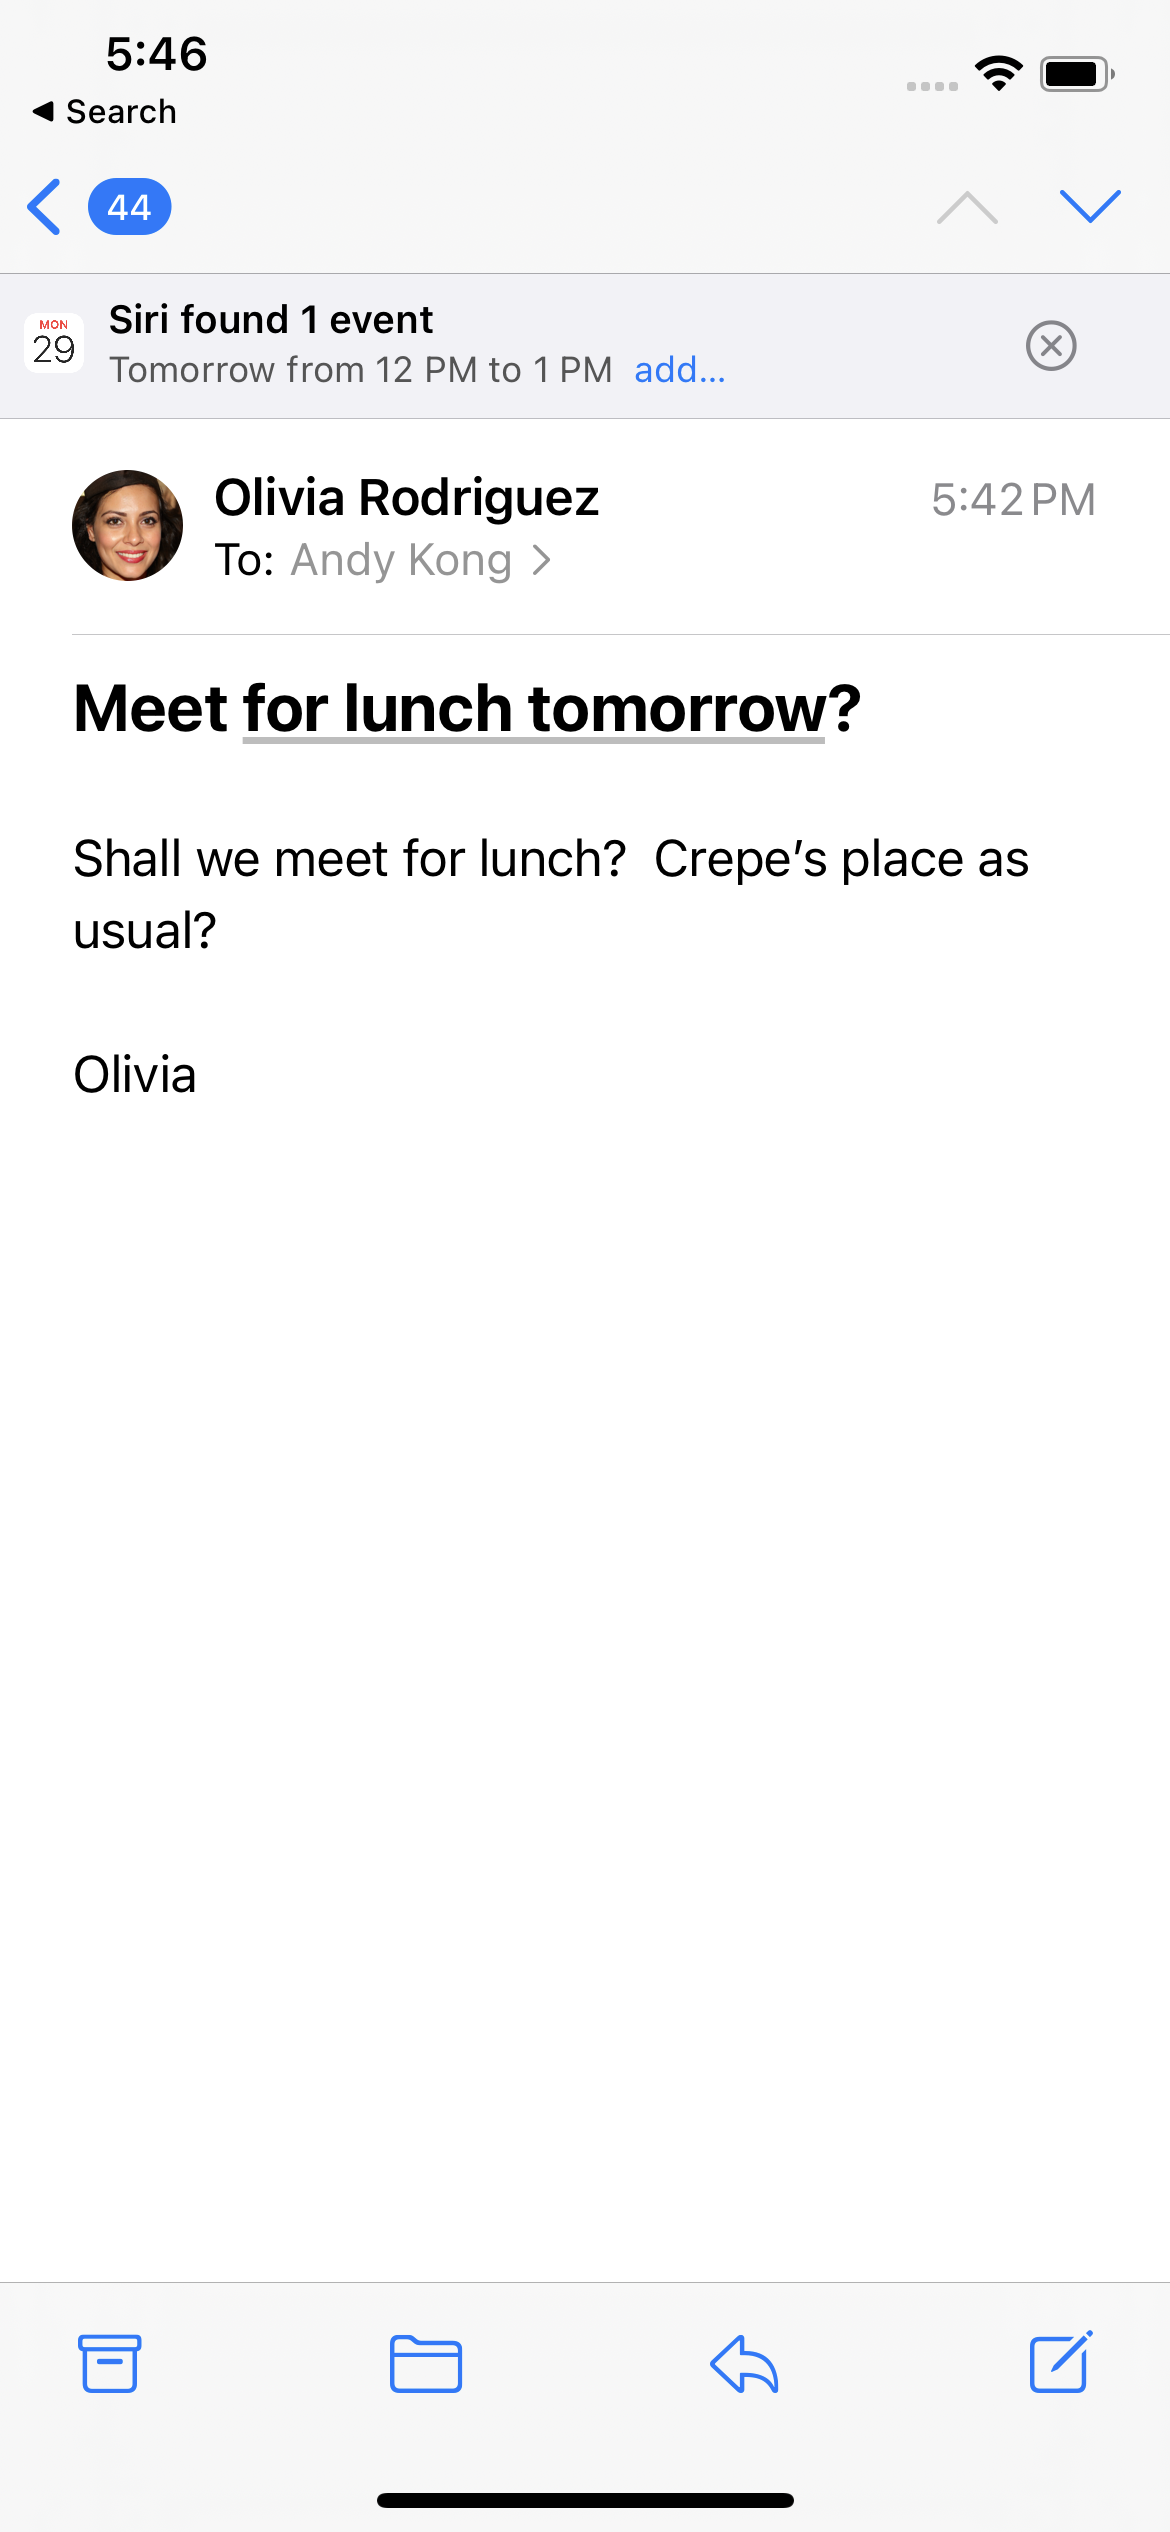 5:46
◀ Search
44
MON
29
Siri found 1 event
Tomorrow from 12 PM to 1 PM add...
Olivia Rodriguez
5:42 PM
To: Andy Kong
Meet for lunch tomorrow?
Shall we meet for lunch?  Crepe’s place as
usual?
Olivia